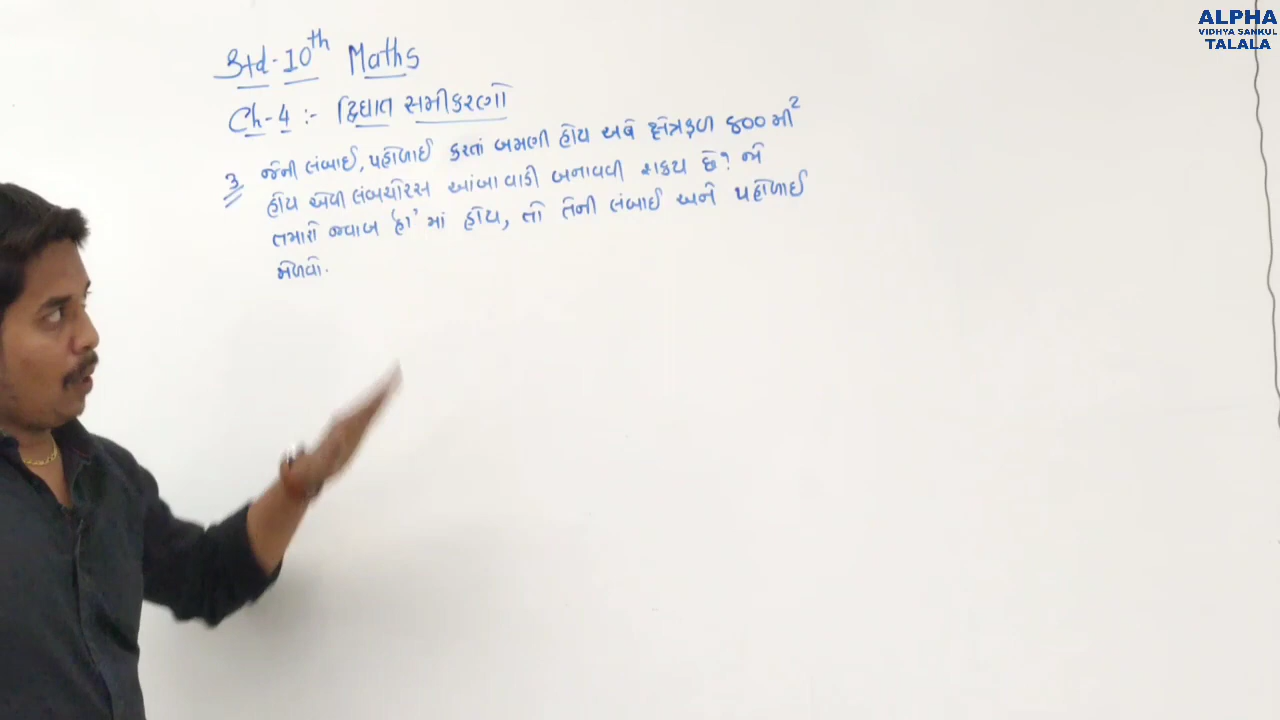 ALPHA
VIDHYA SANKUL
TALALA
Std-10th Maths
Ch-4 :- દ્વિઘાત સમીકરણો
3 જેની લંબાઈ, પહોળાઈ કરતાં બમણી હોય અને ક્ષેત્રફળ 800 મી2
હોય એવી લંબચોરસ આંબાવાડી બનાવવી શક્ય છે? જો
તમારો જવાબ 'હા' માં હોય, તો તેની લંબાઈ અને પહોળાઈ
મેળવો.